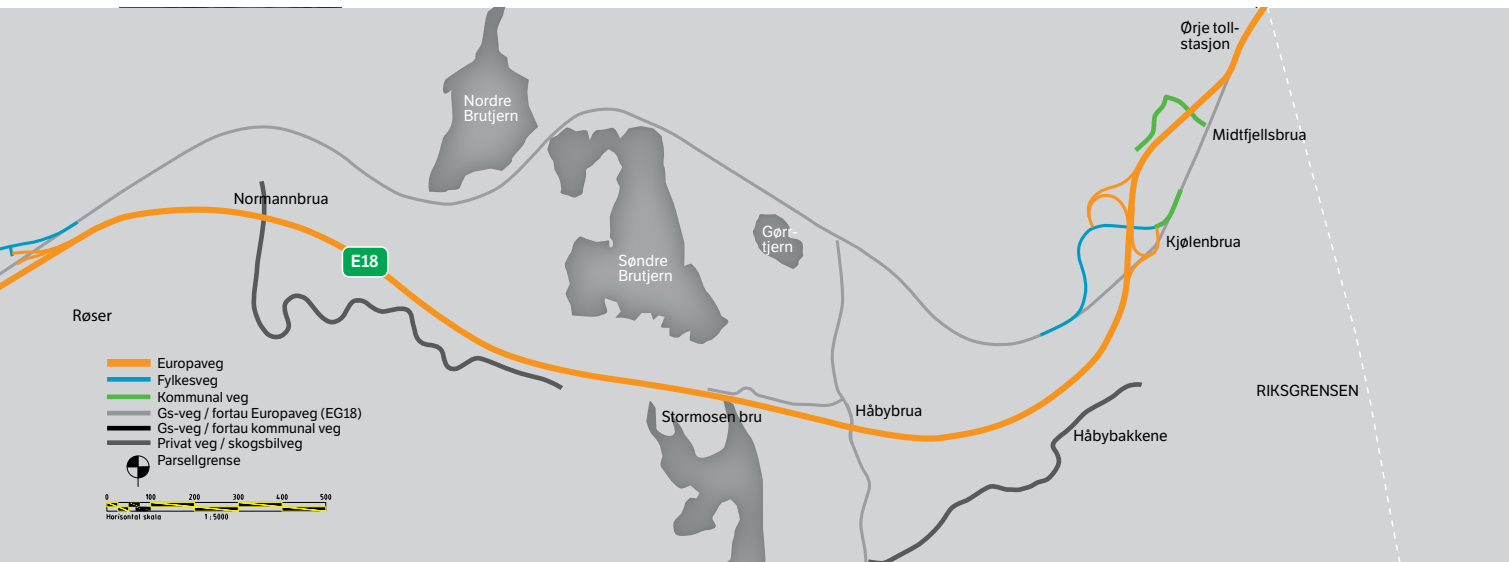 Ørje toll-
stasjon
Nordre
Brutjern
Midtfjellsbrua
Normannbrua
Gørr-
tjern
Kjølenbrua
E18
Søndre
Brutjern
Røser
Europaveg
Fylkesveg
Kommunal veg
Gs-veg / fortau Europaveg (EG18)
Gs-veg / fortau kommunal veg
Privat veg / skogsbilveg
Parsellgrense
RIKSGRENSEN
Stormosen bru
Håbybrua
Håbybakkene
0 100 200 300 400 500
Horisontal skala 1:5000